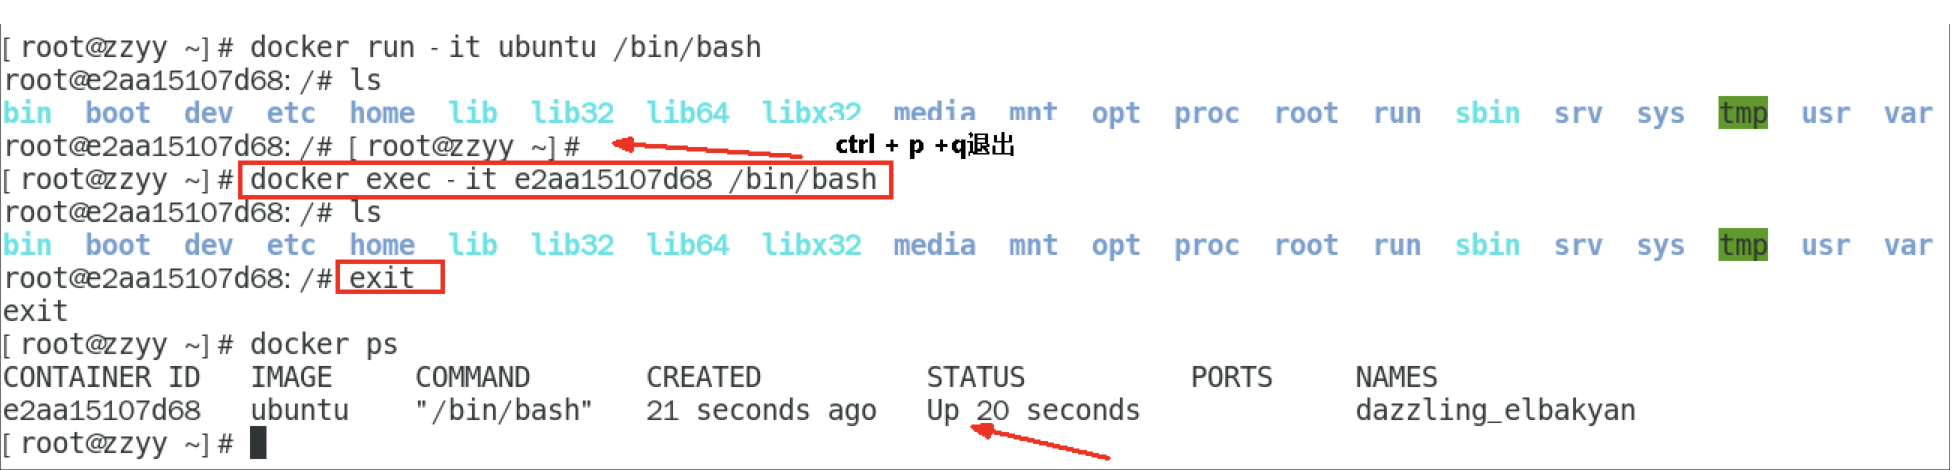 [root@zzyy ~]# docker run -it ubuntu /bin/bash
root@e2aa15107d68:/# ls
bin boot dev etc home lib lib32 lib64 libx32 media mnt opt proc root run sbin srv sys tmp usr var
root@e2aa15107d68:/# [root@zzyy ~]# ctrl + p +q退出
[root@zzyy ~]# docker exec -it e2aa15107d68 /bin/bash
root@e2aa15107d68:/# ls
bin boot dev etc home lib lib32 lib64 libx32 media mnt opt proc root run sbin srv sys tmp usr var
root@e2aa15107d68:/# exit
exit
[root@zzyy ~]# docker ps
CONTAINER ID IMAGE COMMAND CREATED STATUS PORTS NAMES
e2aa15107d68 ubuntu "/bin/bash" 21 seconds ago Up 20 seconds dazzling_elbakyan
[root@zzyy ~]#